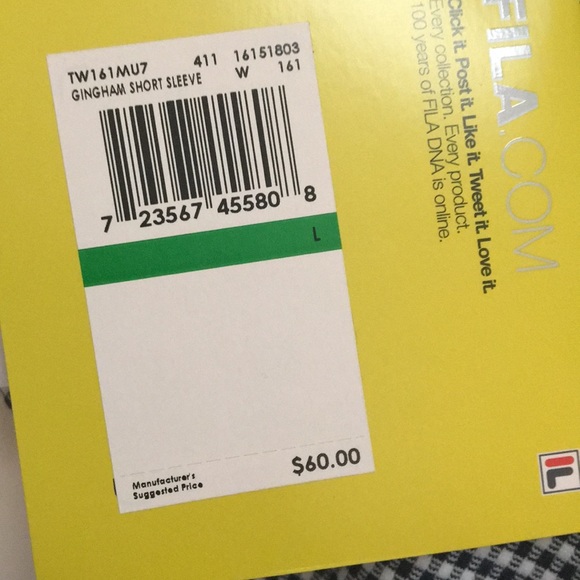 TW161MU7 411 16151803
GINGHAM SHORT SLEEVE W 161
7 23567 45580 8
L
Manufacturer's
Suggested Price
$60.00
FILA.COM
Click it. Post it. Like it. Tweet it. Love it.
Every collection. Every product.
100 years of FILA DNA is online.